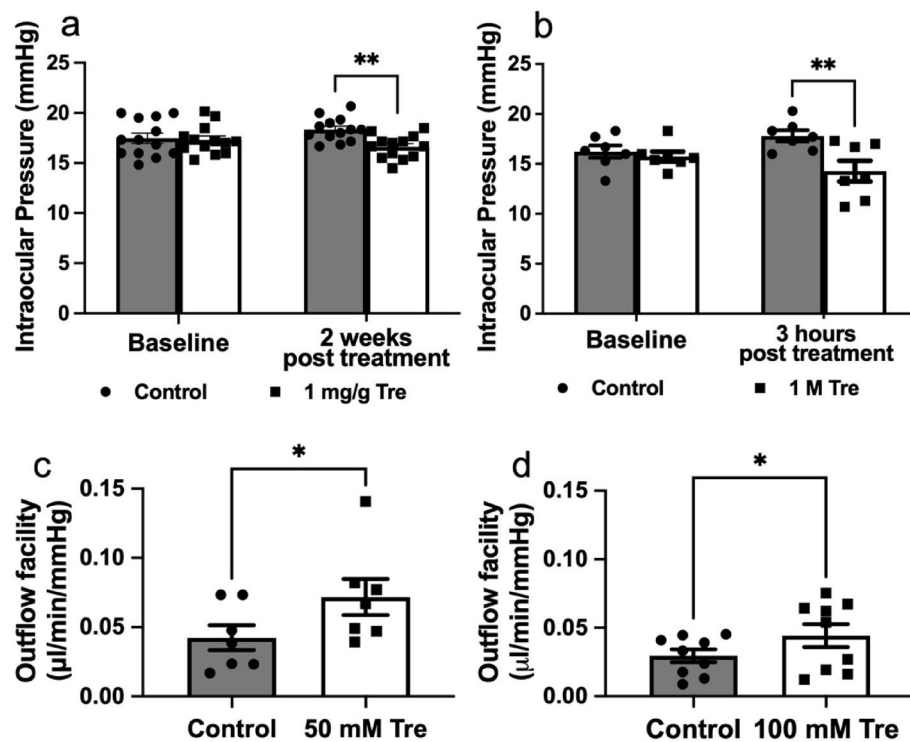 a
Intraocular Pressure (mmHg)
25
20
15
10
5
0
**
Baseline
2 weeks
post treatment
Control
1 mg/g Tre
b
Intraocular Pressure (mmHg)
25
20
15
10
5
0
**
Baseline
3 hours
post treatment
Control
1 M Tre
c
Outflow facility
(µl/min/mmHg)
0.15
0.10
0.05
0.00
*
Control
50 mM Tre
d
Outflow facility
(µl/min/mmHg)
0.15
0.10
0.05
0.00
*
Control
100 mM Tre